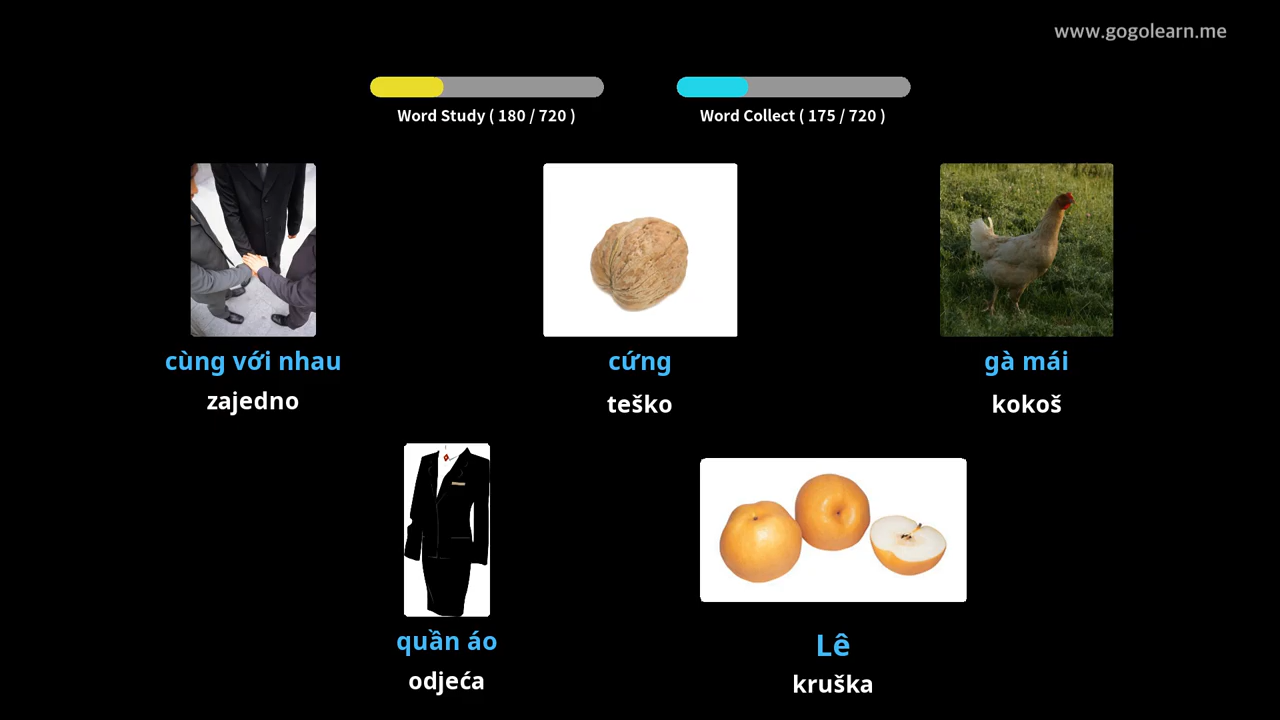 www.gogolearn.me
Word Study ( 180 / 720 )
Word Collect ( 175 / 720 )
cùng với nhau
zajedno
cứng
teško
gà mái
kokoš
quần áo
odjeća
Lê
kruška